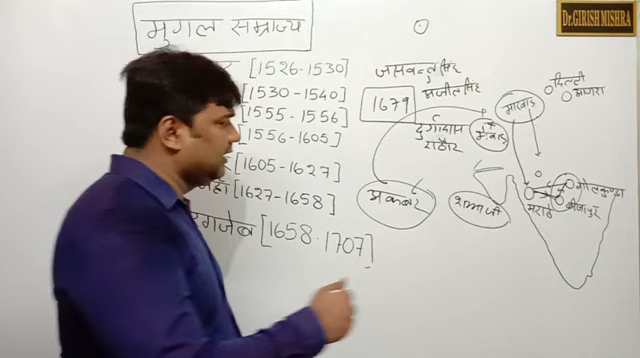 Dr.GIRISH MISHRA
मुगल सम्राज्य
[1526-1530]
[1530-1540]
[1555-1556]
[1556-1605]
[1605-1627]
[1627-1658]
[1658-1707]
जसवन्त सिंह
अजीत सिंह
1679
दुर्गादास
राठौर
मेवाड़
मारवाड़
दिल्ली
आगरा
अकबर
शम्भाजी
गोलकुण्डा
बीजापुर
मराठे